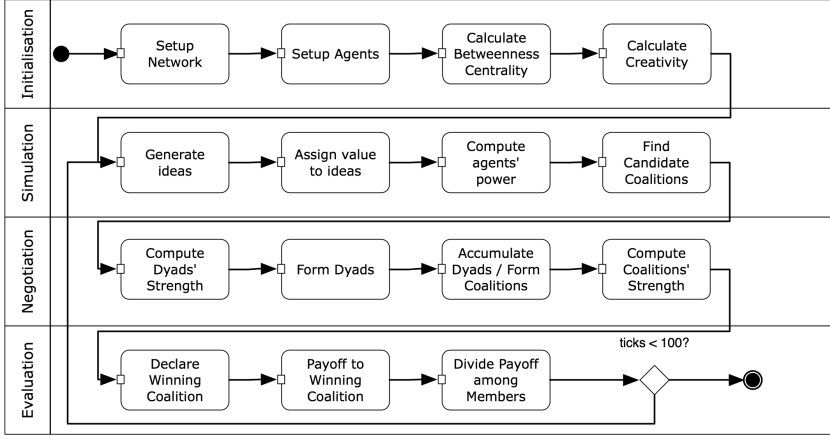 Initialisation
Setup
Network
Setup Agents
Calculate
Betweenness
Centrality
Calculate
Creativity
Simulation
Generate
ideas
Assign value
to ideas
Compute
agents'
power
Find
Candidate
Coalitions
Negotiation
Compute
Dyads'
Strength
Form Dyads
Accumulate
Dyads / Form
Coalitions
Compute
Coalitions'
Strength
Evaluation
Declare
Winning
Coalition
Payoff to
Winning
Coalition
Divide Payoff
among
Members
ticks < 100?